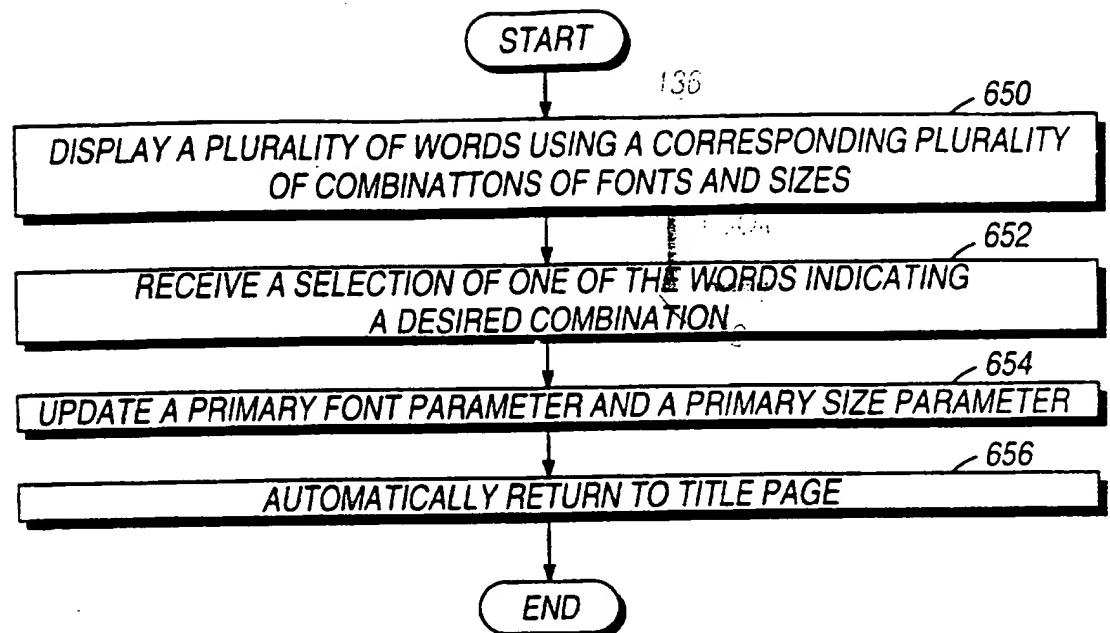 START
136
650
DISPLAY A PLURALITY OF WORDS USING A CORRESPONDING PLURALITY
OF COMBINATTONS OF FONTS AND SIZES
652
RECEIVE A SELECTION OF ONE OF THE WORDS INDICATING
A DESIRED COMBINATION
654
UPDATE A PRIMARY FONT PARAMETER AND A PRIMARY SIZE PARAMETER
656
AUTOMATICALLY RETURN TO TITLE PAGE
END